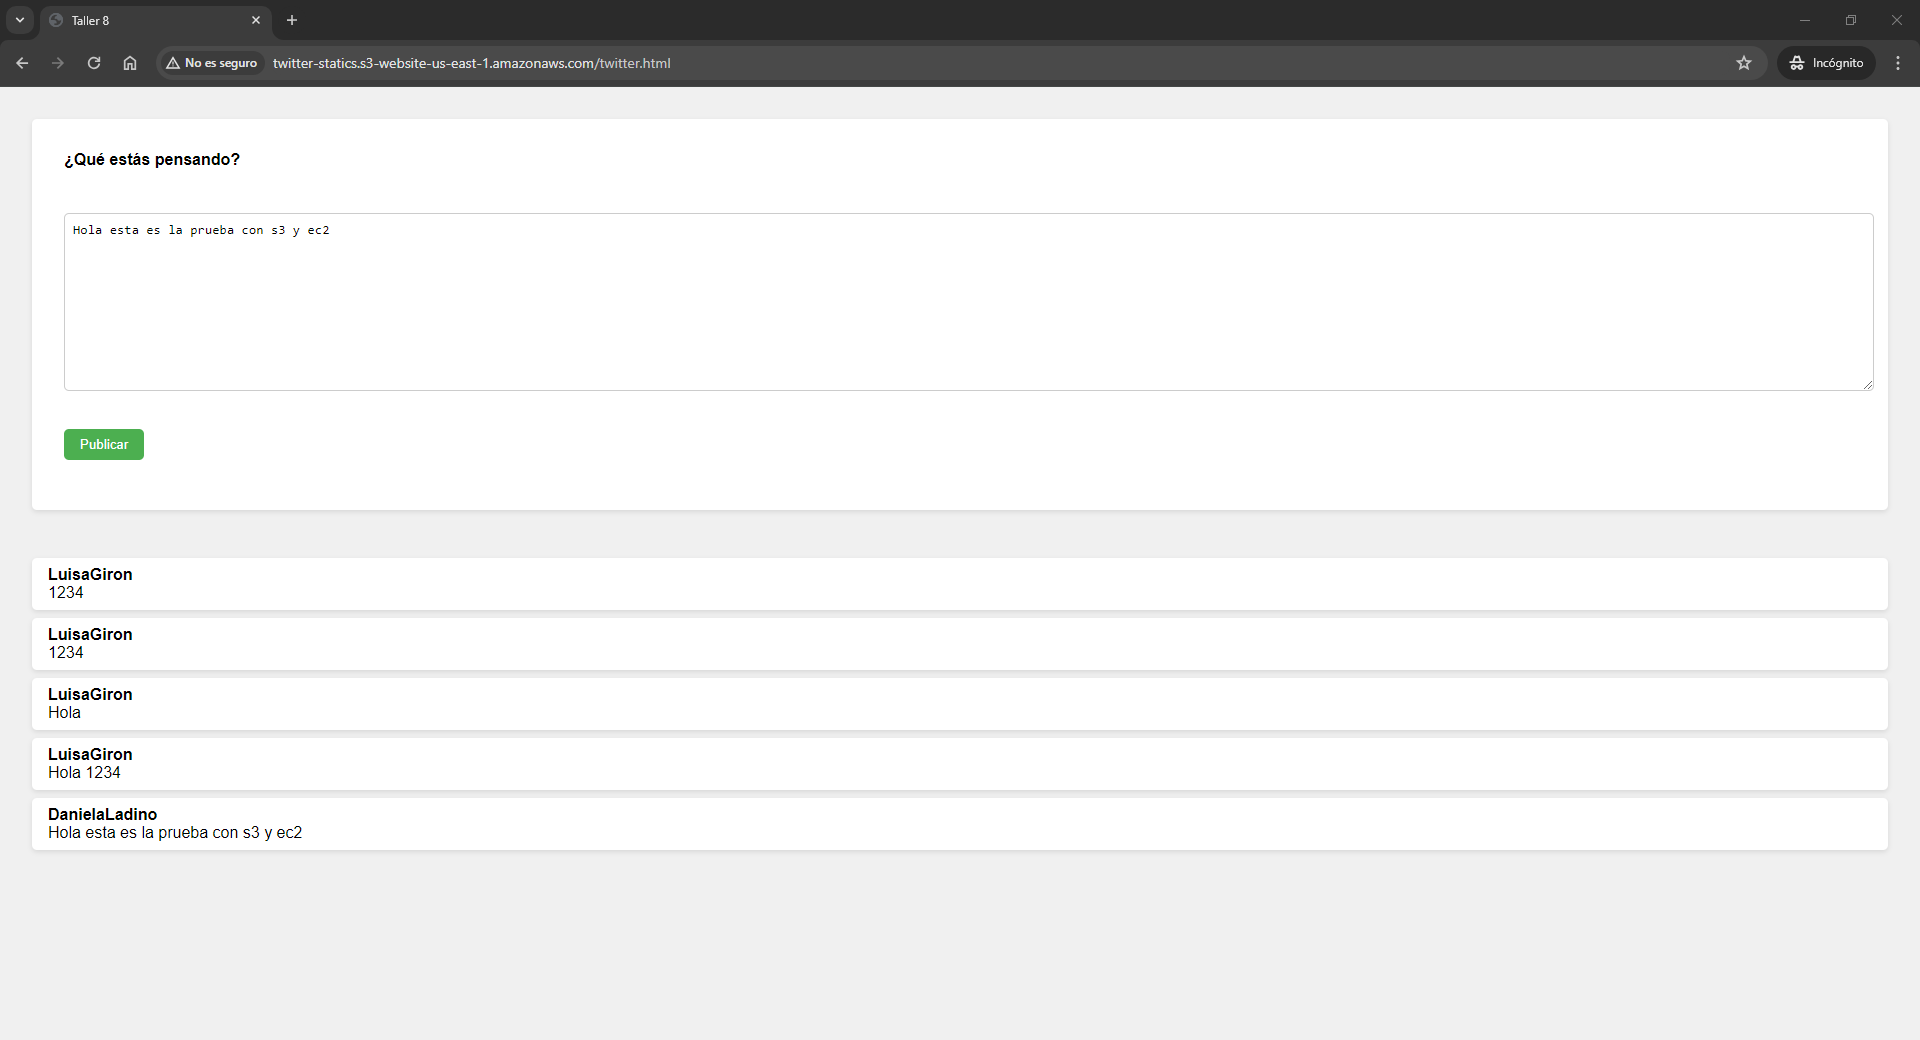 Taller 8
No es seguro
twitter-statics.s3-website-us-east-1.amazonaws.com/twitter.html
Incógnito
¿Qué estás pensando?
Hola esta es la prueba con s3 y ec2
Publicar
LuisaGiron
1234
LuisaGiron
1234
LuisaGiron
Hola
LuisaGiron
Hola 1234
DanielaLadino
Hola esta es la prueba con s3 y ec2